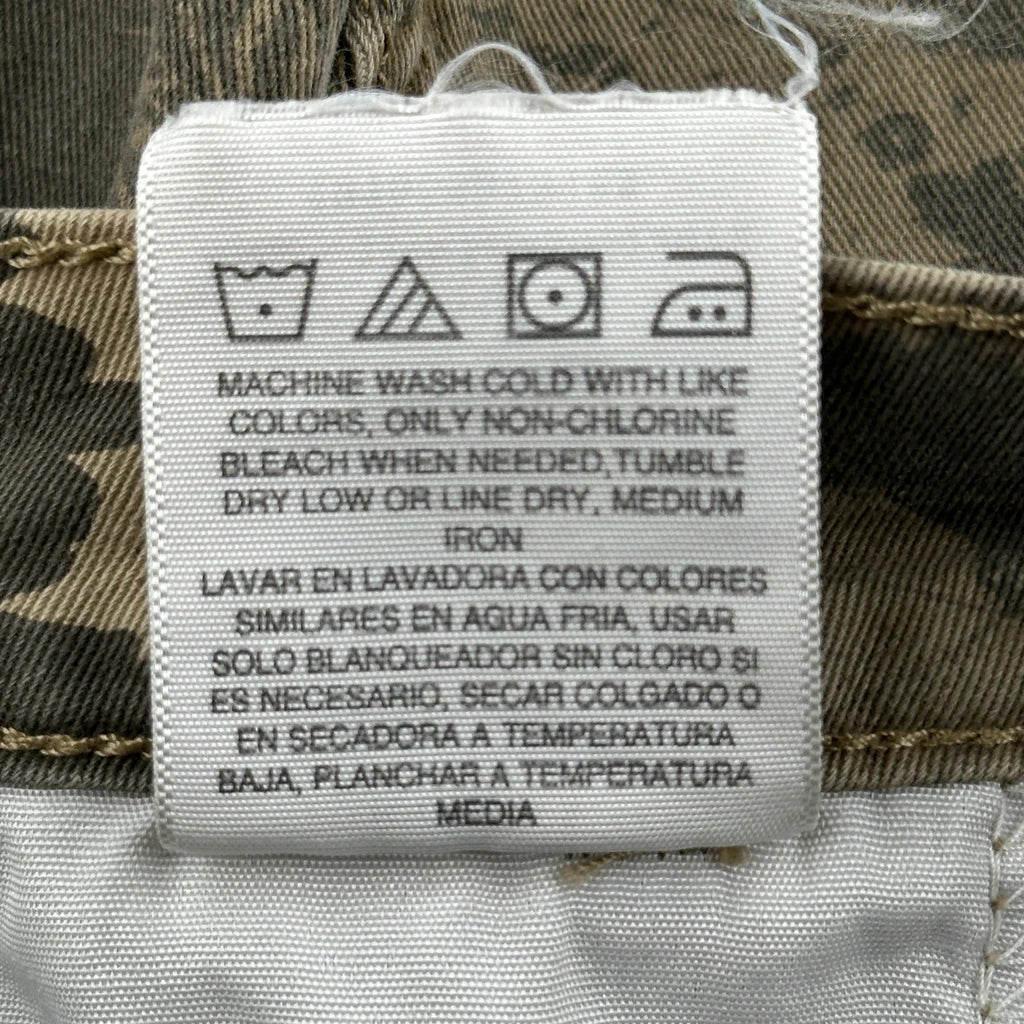 MACHINE WASH COLD WITH LIKE
COLORS, ONLY NON-CHLORINE
BLEACH WHEN NEEDED,TUMBLE
DRY LOW OR LINE DRY, MEDIUM
IRON
LAVAR EN LAVADORA CON COLORES
SIMILARES EN AGUA FRIA, USAR
SOLO BLANQUEADOR SIN CLORO SI
ES NECESARIO, SECAR COLGADO O
EN SECADORA A TEMPERATURA
BAJA, PLANCHAR A TEMPERATURA
MEDIA